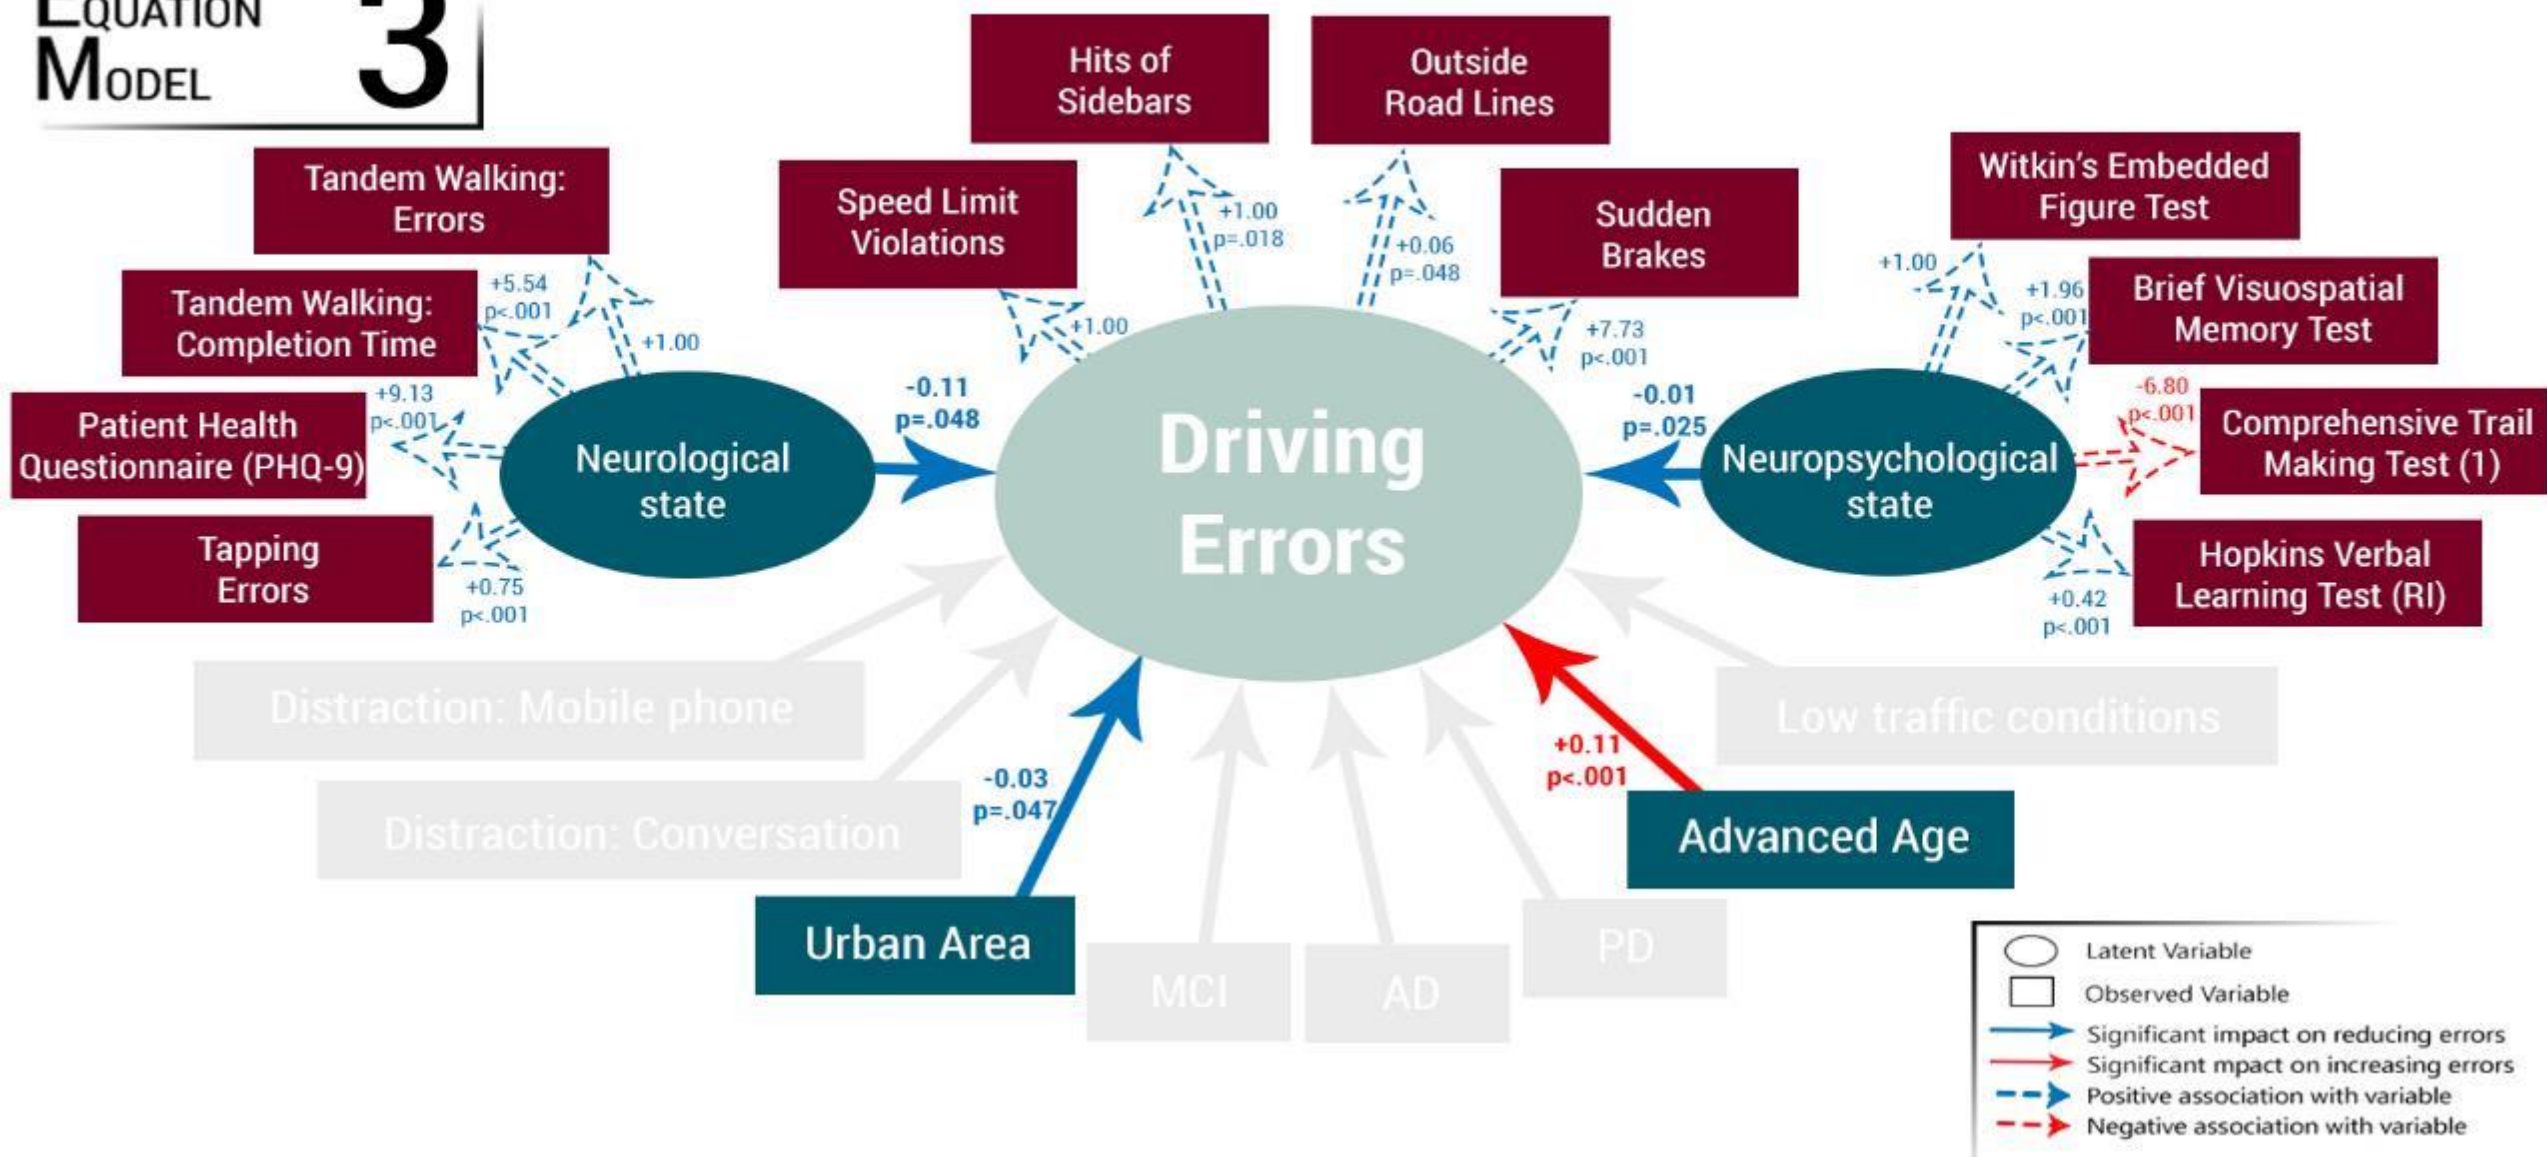 EQUATION
MODEL
3
Hits of
Sidebars
Outside
Road Lines
Tandem Walking:
Errors
Speed Limit
Violations
+1.00
p=.018
+0.06
p=.048
Sudden
Brakes
Witkin's Embedded
Figure Test
Tandem Walking:
Completion Time
+5.54
p<.001
+1.00
+1.00
+7.73
p<.001
+1.00
+1.96
p<.001
Brief Visuospatial
Memory Test
Patient Health
Questionnaire (PHQ-9)
+9.13
p<.001
Neurological
state
-0.11
p=.048
Driving
Errors
-0.01
p=.025
Neuropsychological
state
-6.80
p<.001
Comprehensive Trail
Making Test (1)
Tapping
Errors
+0.75
p<.001
+0.42
p<.001
Hopkins Verbal
Learning Test (RI)
Distraction: Mobile phone
Low traffic conditions
Distraction: Conversation
-0.03
p=.047
+0.11
p<.001
Advanced Age
Urban Area
MCI
AD
PD
Latent Variable
Observed Variable
Significant impact on reducing errors
Significant mpact on increasing errors
Positive association with variable
Negative association with variable